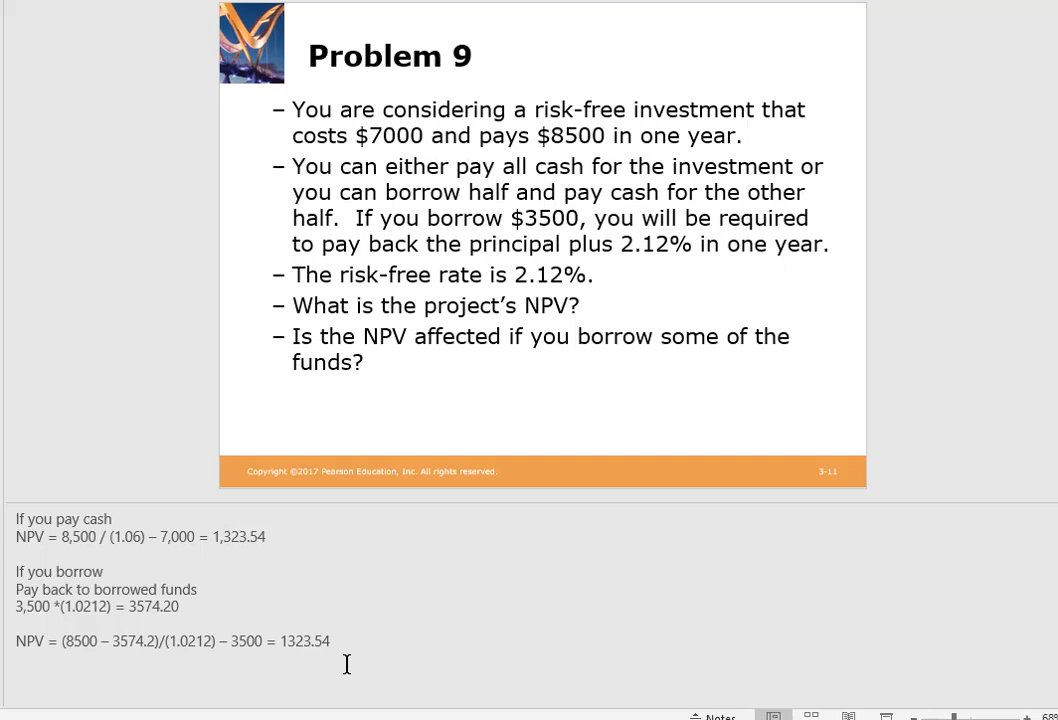 Problem 9
– You are considering a risk-free investment that
costs $7000 and pays $8500 in one year.
– You can either pay all cash for the investment or
you can borrow half and pay cash for the other
half.  If you borrow $3500, you will be required
to pay back the principal plus 2.12% in one year.
– The risk-free rate is 2.12%.
– What is the project’s NPV?
– Is the NPV affected if you borrow some of the
funds?
Copyright ©2017 Pearson Education, Inc. All rights reserved.
3-11
If you pay cash
NPV = 8,500 / (1.06) – 7,000 = 1,323.54
If you borrow
Pay back to borrowed funds
3,500 *(1.0212) = 3574.20
NPV = (8500 – 3574.2)/(1.0212) – 3500 = 1323.54
Notes